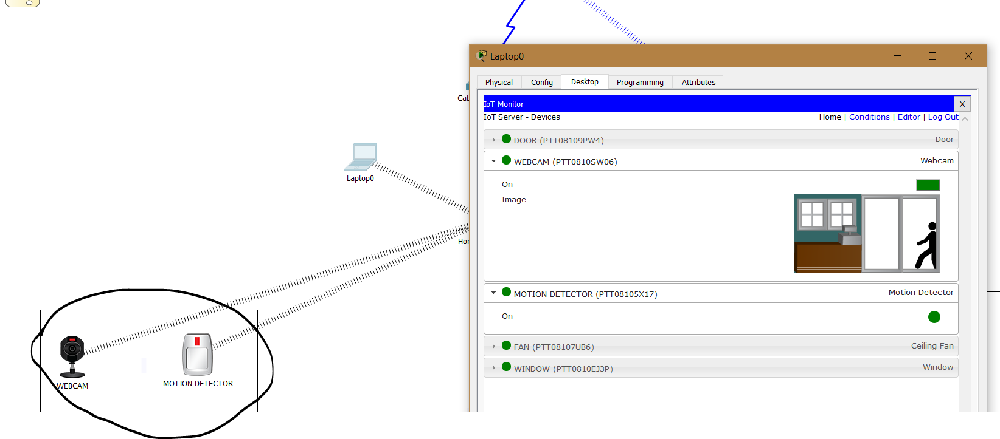 Laptop0
Physical Config Desktop Programming Attributes
IoT Monitor X
IoT Server - Devices Home | Conditions | Editor | Log Out
DOOR (PTT08109PW4) Door
WEBCAM (PTT0810SW06) Webcam
On
Image
MOTION DETECTOR (PTT08105X17) Motion Detector
On
FAN (PTT08107UB6) Ceiling Fan
WINDOW (PTT0810EJ3P) Window
Cab
Laptop0
Hor
WEBCAM
MOTION DETECTOR